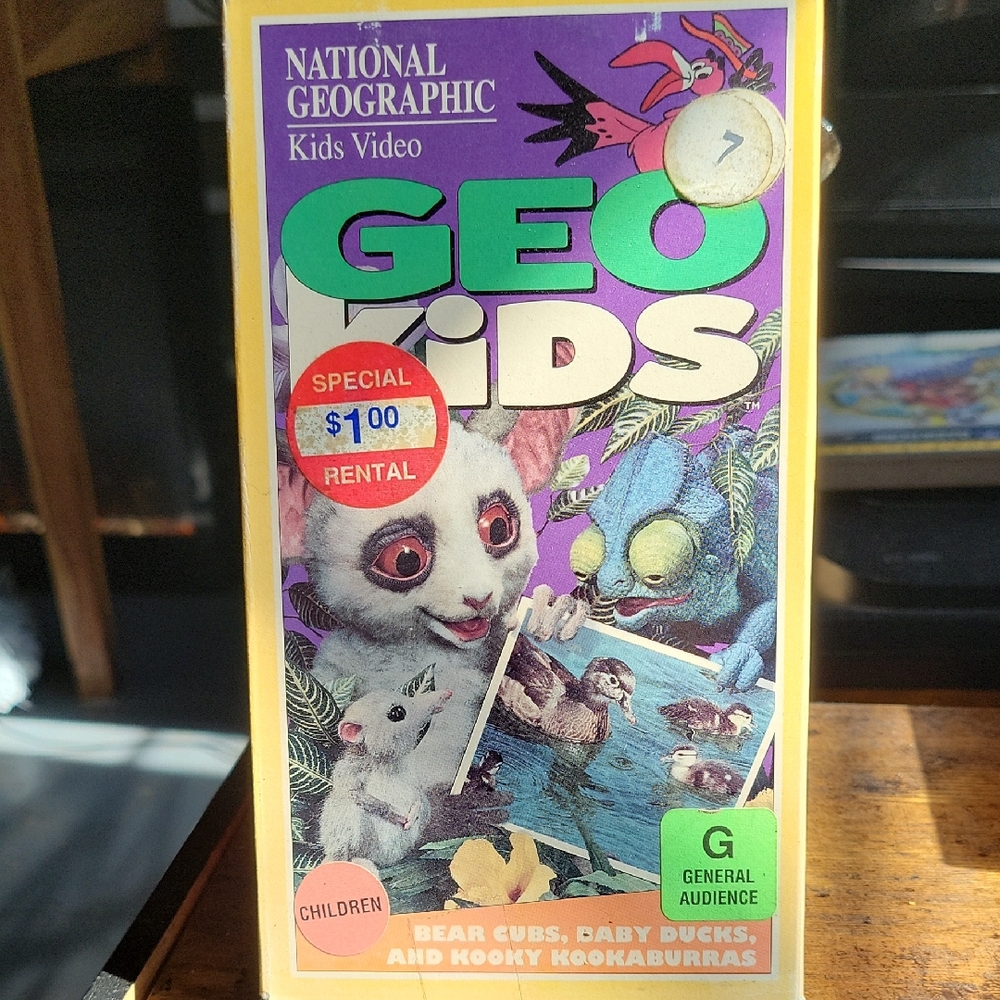 NATIONAL
GEOGRAPHIC
Kids Video
7
GEO
KiDS
TM
SPECIAL
$1.00
RENTAL
G
GENERAL
AUDIENCE
CHILDREN
BEAR CUBS, BABY DUCKS,
AND KOOKY KOOKABURRAS